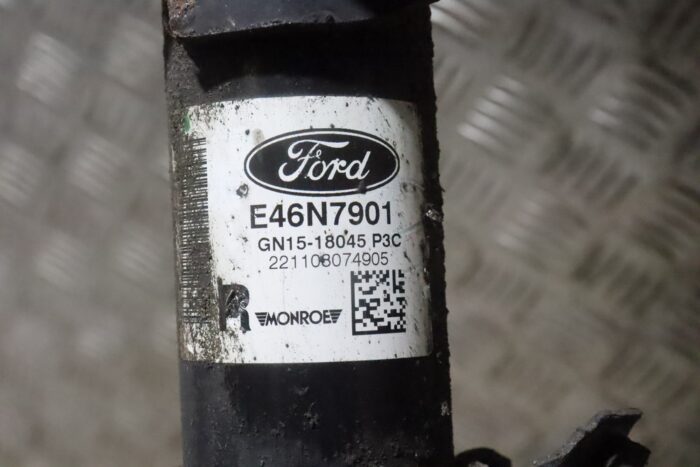 Ford
E46N7901
GN15-18045 P3C
221108074905
R MONROE